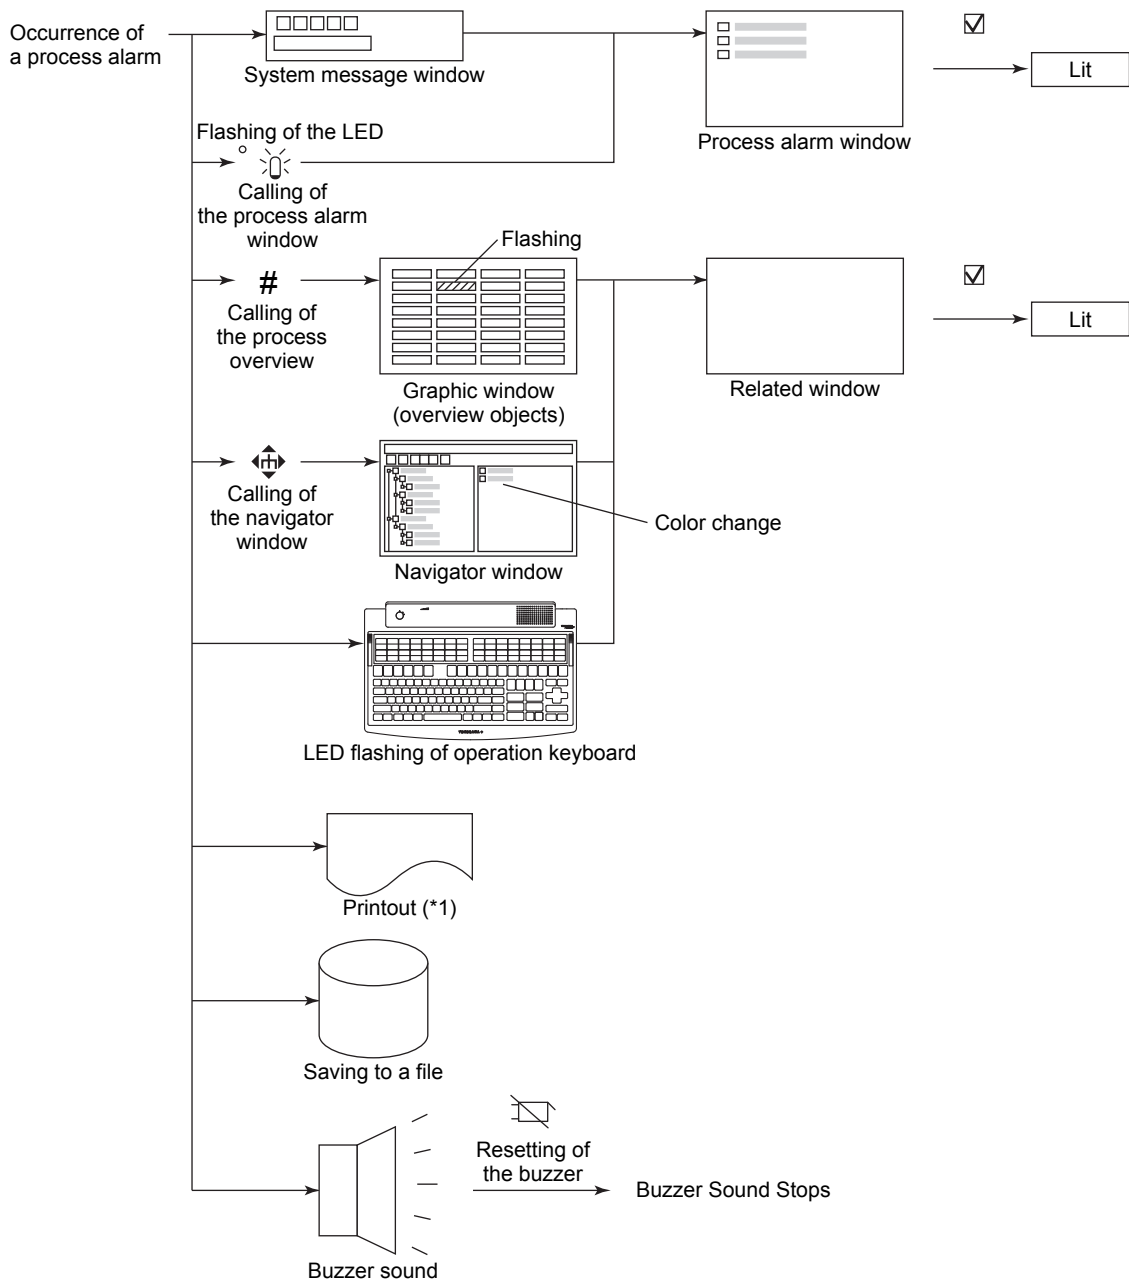 Occurrence of
a process alarm
System message window
Process alarm window
Lit
Flashing of the LED
Calling of
the process alarm
window
Flashing
#
Calling of
the process
overview
Graphic window
(overview objects)
Related window
Lit
Calling of
the navigator
window
Color change
Navigator window
LED flashing of operation keyboard
Printout (*1)
Saving to a file
Resetting of
the buzzer
Buzzer Sound Stops
Buzzer sound